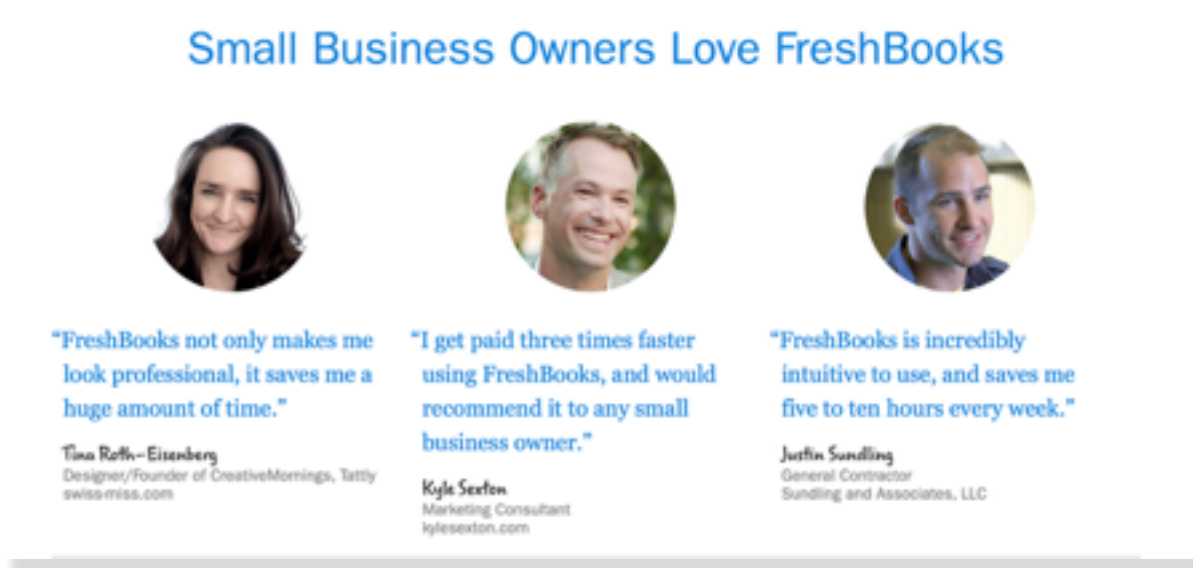 Small Business Owners Love FreshBooks
“FreshBooks not only makes me
look professional, it saves me a
huge amount of time.”
Tina Roth-Eisenberg
Designer/Founder of CreativeMornings, Tattly
swiss-miss.com
“I get paid three times faster
using FreshBooks, and would
recommend it to any small
business owner.”
Kyle Sexton
Marketing Consultant
kylesexton.com
“FreshBooks is incredibly
intuitive to use, and saves me
five to ten hours every week.”
Justin Sundling
General Contractor
Sundling and Associates, LLC